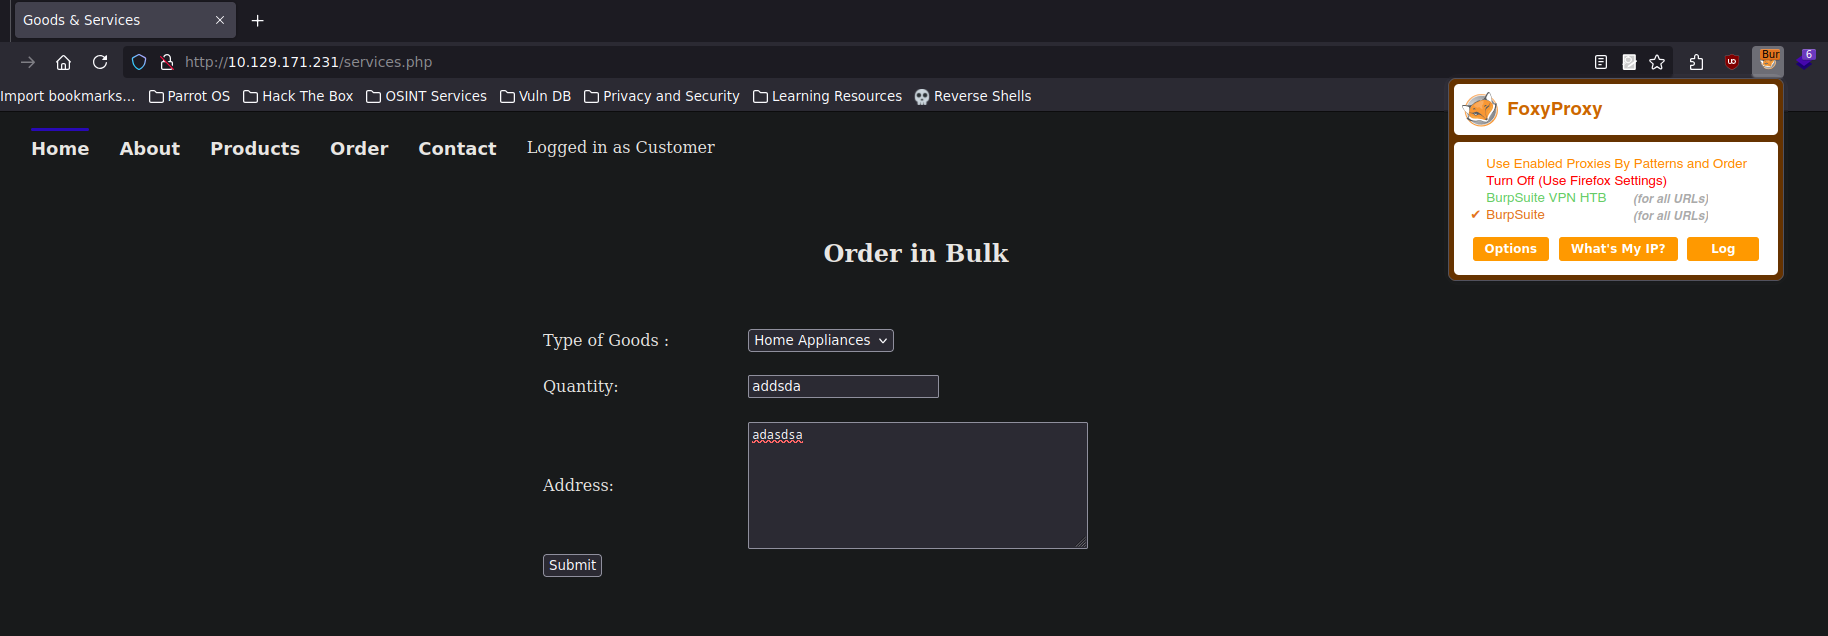 Goods & Services
http://10.129.171.231/services.php
Bur
6
Import bookmarks... Parrot OS Hack The Box OSINT Services Vuln DB Privacy and Security Learning Resources Reverse Shells
FoxyProxy
Home About Products Order Contact Logged in as Customer
Use Enabled Proxies By Patterns and Order
Turn Off (Use Firefox Settings)
BurpSuite VPN HTB (for all URLs)
✔ BurpSuite (for all URLs)
Options What's My IP? Log
Order in Bulk
Type of Goods : Home Appliances
Quantity: addsda
adasdsa
Address:
Submit